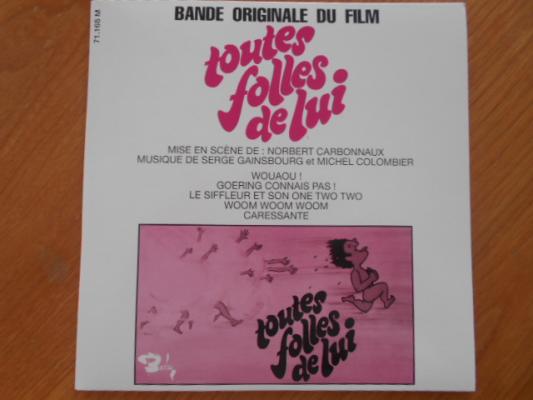 71.165 M
BANDE ORIGINALE DU FILM
toutes
folles
de lui
MISE EN SCÈNE DE : NORBERT CARBONNAUX
MUSIQUE DE SERGE GAINSBOURG et MICHEL COLOMBIER
WOUAOU !
GOERING CONNAIS PAS !
LE SIFFLEUR ET SON ONE TWO TWO
WOOM WOOM WOOM
CARESSANTE
toutes
folles
de lui